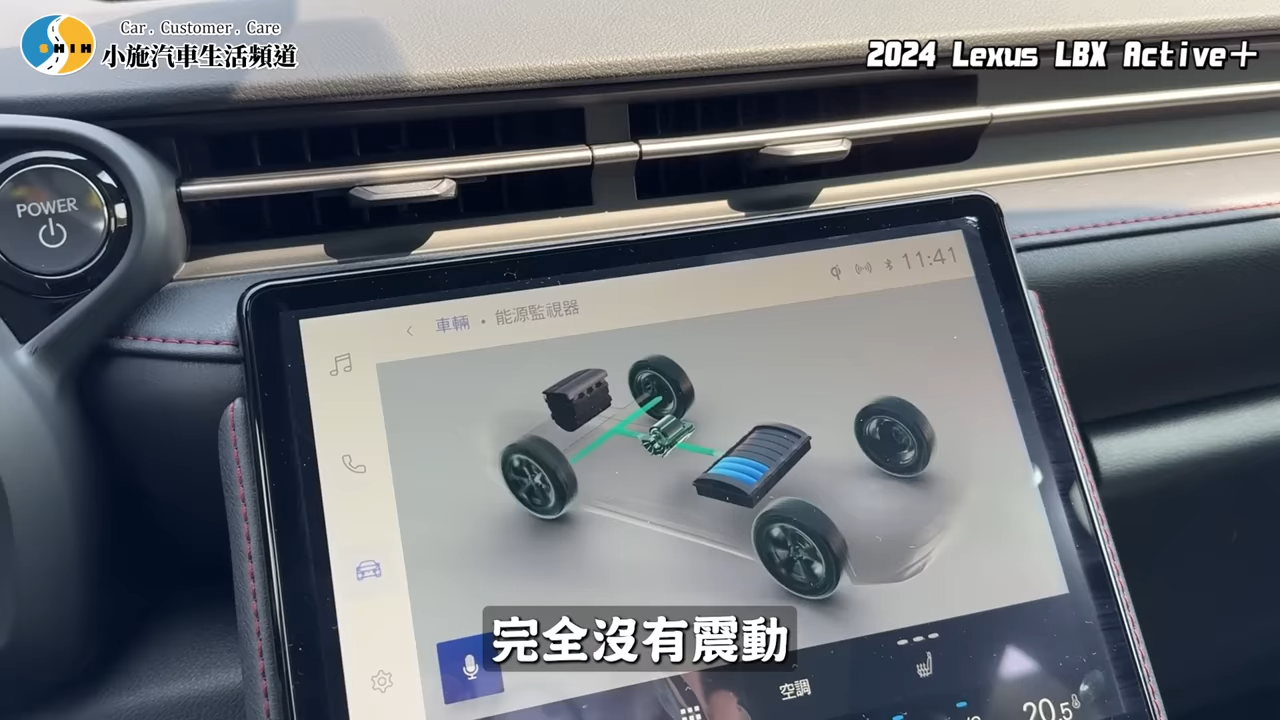 Car. Customer. Care
SHIH
小施汽車生活頻道
2024 Lexus LBX Active＋
POWER
11:41
車輛 • 能源監視器
完全沒有震動
空調
20.5